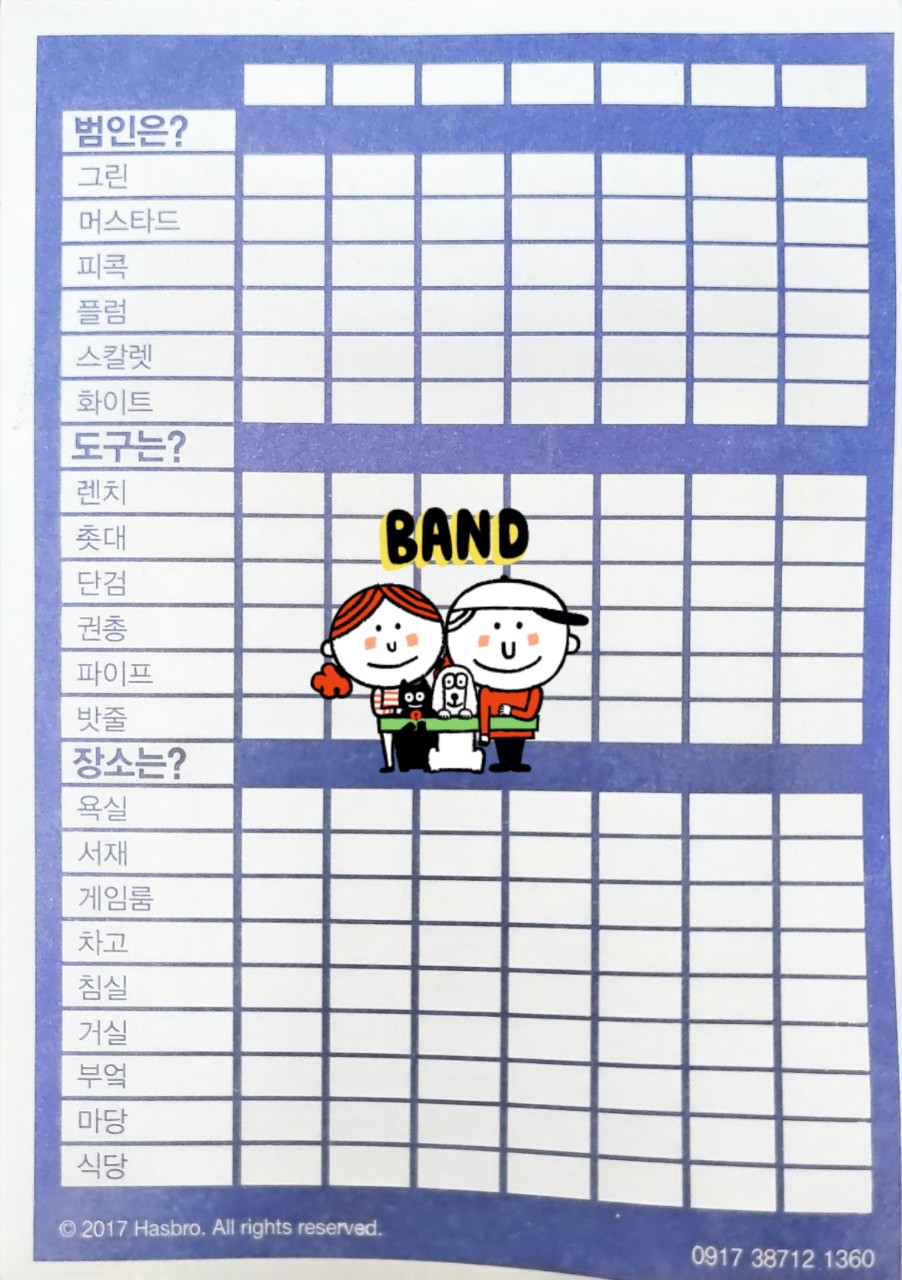 범인은?
그린
머스타드
피콕
플럼
스칼렛
화이트
도구는?
렌치
촛대
단검
권총
파이프
밧줄
장소는?
욕실
서재
게임룸
차고
침실
거실
부엌
마당
식당
BAND
© 2017 Hasbro. All rights reserved.
0917 38712 1360